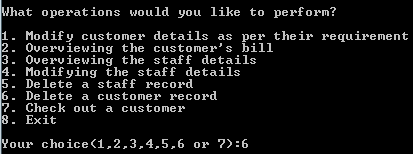 What operations would you like to perform?
1. Modify customer details as per their requirement
2. Overviewing the customer's bill
3. Overviewing the staff details
4. Modifying the staff details
5. Delete a staff record
6. Delete a customer record
7. Check out a customer
8. Exit
Your choice(1,2,3,4,5,6 or 7):6